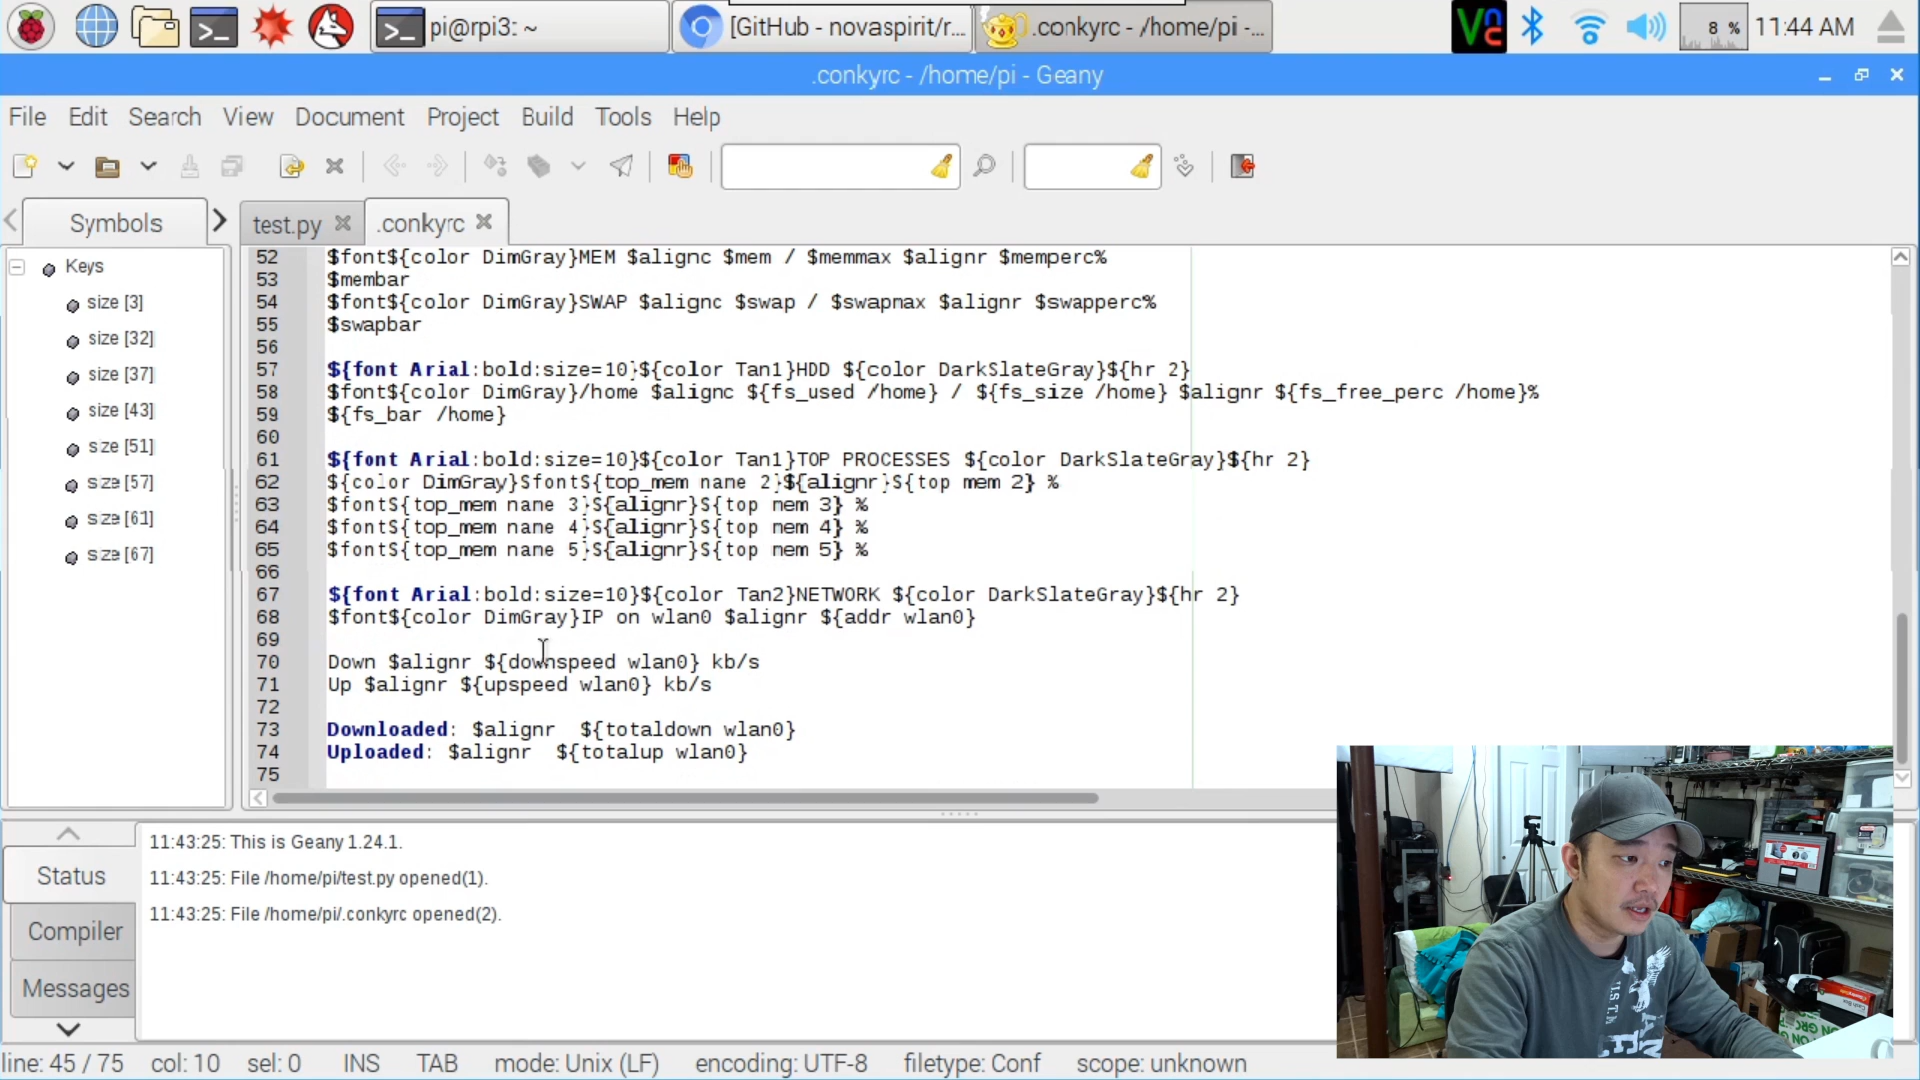 pi@rpi3: ~
[GitHub - novaspirit/r...
.conkyrc - /home/pi -...
8 %
11:44 AM
.conkyrc - /home/pi - Geany
File Edit Search View Document Project Build Tools Help
Symbols
test.py
.conkyrc
Keys
size [3]
size [32]
size [37]
size [43]
size [51]
size [57]
size [61]
size [67]
52 $font${color DimGray}MEM $alignc $mem / $memmax $alignr $memperc%
53 $membar
54 $font${color DimGray}SWAP $alignc $swap / $swapmax $alignr $swapperc%
55 $swapbar
56
57 ${font Arial:bold:size=10}${color Tan1}HDD ${color DarkSlateGray}${hr 2}
58 $font${color DimGray}/home $alignc ${fs_used /home} / ${fs_size /home} $alignr ${fs_free_perc /home}%
59 ${fs_bar /home}
60
61 ${font Arial:bold:size=10}${color Tan1}TOP PROCESSES ${color DarkSlateGray}${hr 2}
62 ${color DimGray}$font${top_mem name 2}${alignr}${top mem 2} %
63 $font${top_mem name 3}${alignr}${top mem 3} %
64 $font${top_mem name 4}${alignr}${top mem 4} %
65 $font${top_mem name 5}${alignr}${top mem 5} %
66
67 ${font Arial:bold:size=10}${color Tan2}NETWORK ${color DarkSlateGray}${hr 2}
68 $font${color DimGray}IP on wlan0 $alignr ${addr wlan0}
69
70 Down $alignr ${downspeed wlan0} kb/s
71 Up $alignr ${upspeed wlan0} kb/s
72
73 Downloaded: $alignr  ${totaldown wlan0}
74 Uploaded: $alignr  ${totalup wlan0}
75
Status
Compiler
Messages
11:43:25: This is Geany 1.24.1.
11:43:25: File /home/pi/test.py opened(1).
11:43:25: File /home/pi/.conkyrc opened(2).
U.S.T.M.
line: 45 / 75 col: 10 sel: 0 INS TAB mode: Unix (LF) encoding: UTF-8 filetype: Conf scope: unknown